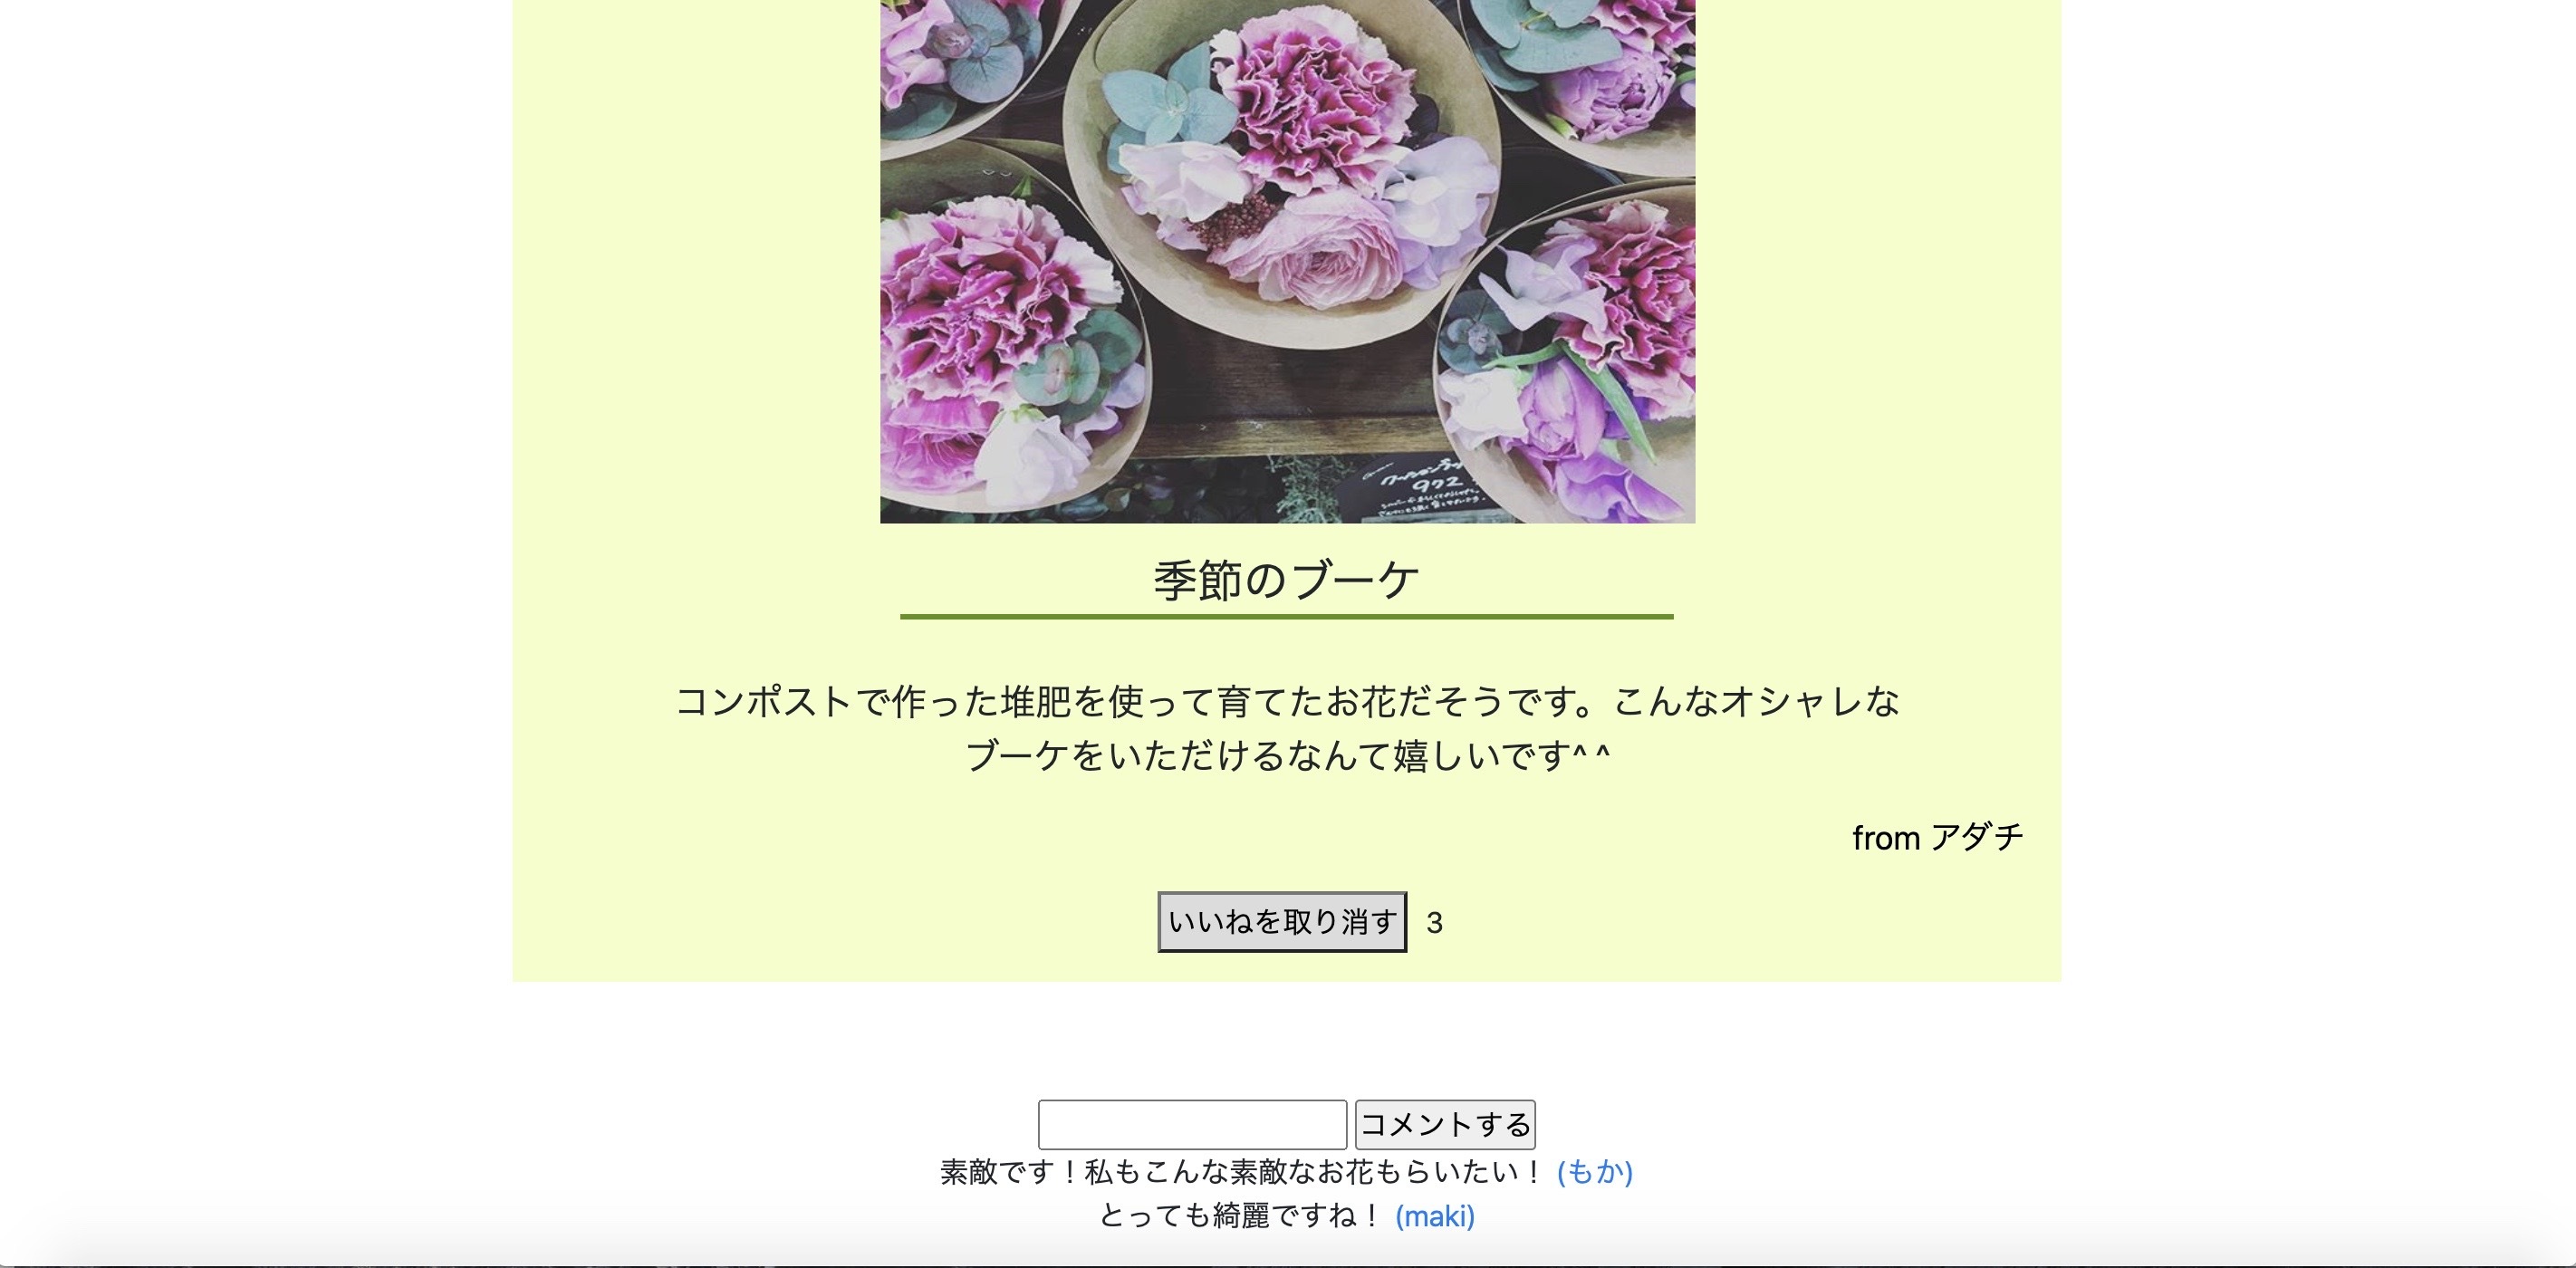 972
季節のブーケ
コンポストで作った堆肥を使って育てたお花だそうです。こんなオシャレな
ブーケをいただけるなんて嬉しいです^ ^
from アダチ
いいねを取り消す 3
コメントする
素敵です！私もこんな素敵なお花もらいたい！ (もか)
とっても綺麗ですね！ (maki)